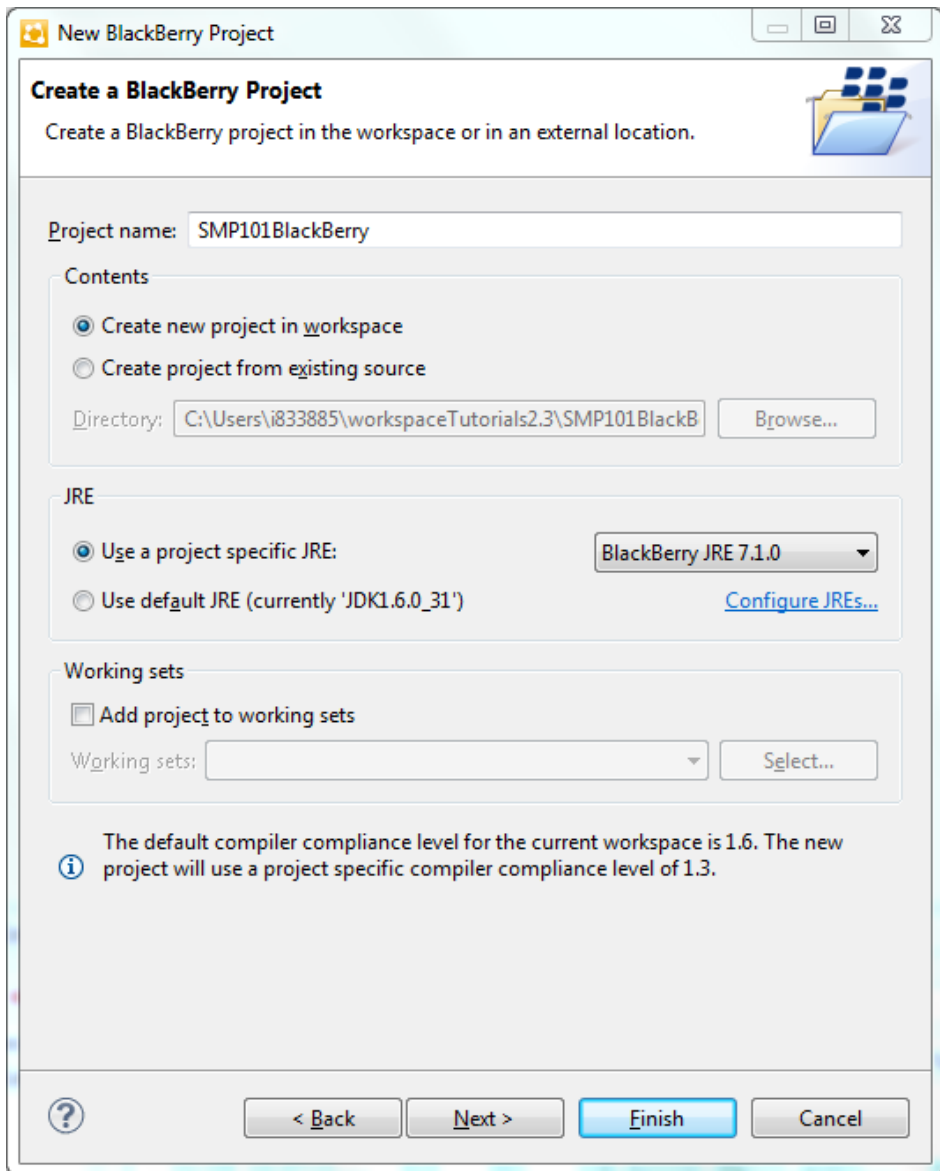 New BlackBerry Project
Create a BlackBerry Project
Create a BlackBerry project in the workspace or in an external location.
Project name: SMP101BlackBerry
Contents
Create new project in workspace
Create project from existing source
Directory: C:\Users\i833885\workspaceTutorials2.3\SMP101BlackB Browse...
JRE
Use a project specific JRE: BlackBerry JRE 7.1.0
Use default JRE (currently 'JDK1.6.0_31') Configure JREs...
Working sets
Add project to working sets
Working sets: Select...
The default compiler compliance level for the current workspace is 1.6. The new
project will use a project specific compiler compliance level of 1.3.
? < Back Next > Finish Cancel